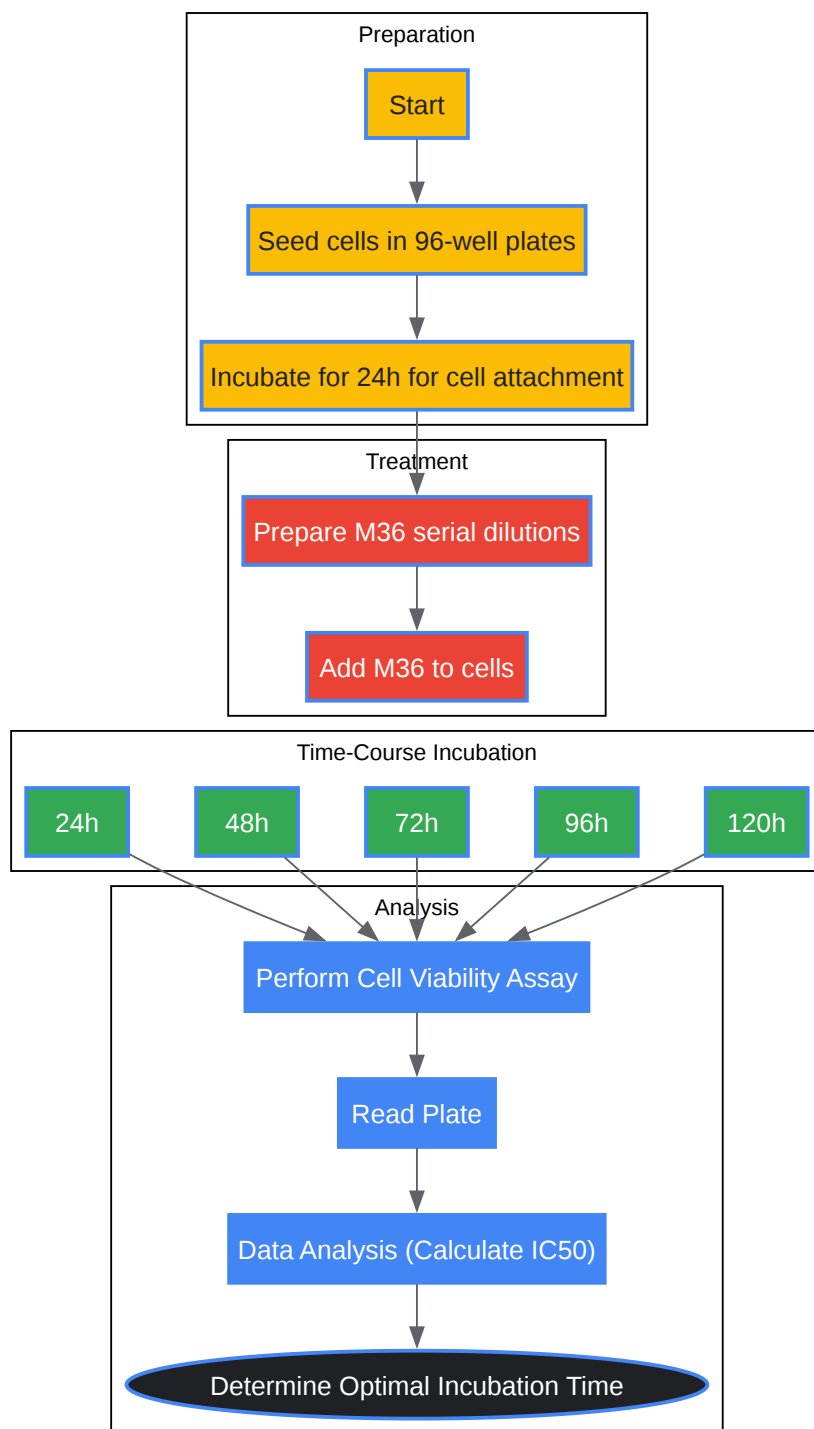 Preparation
Start
Seed cells in 96-well plates
Incubate for 24h for cell attachment
Treatment
Prepare M36 serial dilutions
Add M36 to cells
Time-Course Incubation
24h
48h
72h
96h
120h
Analysis
Perform Cell Viability Assay
Read Plate
Data Analysis (Calculate IC50)
Determine Optimal Incubation Time